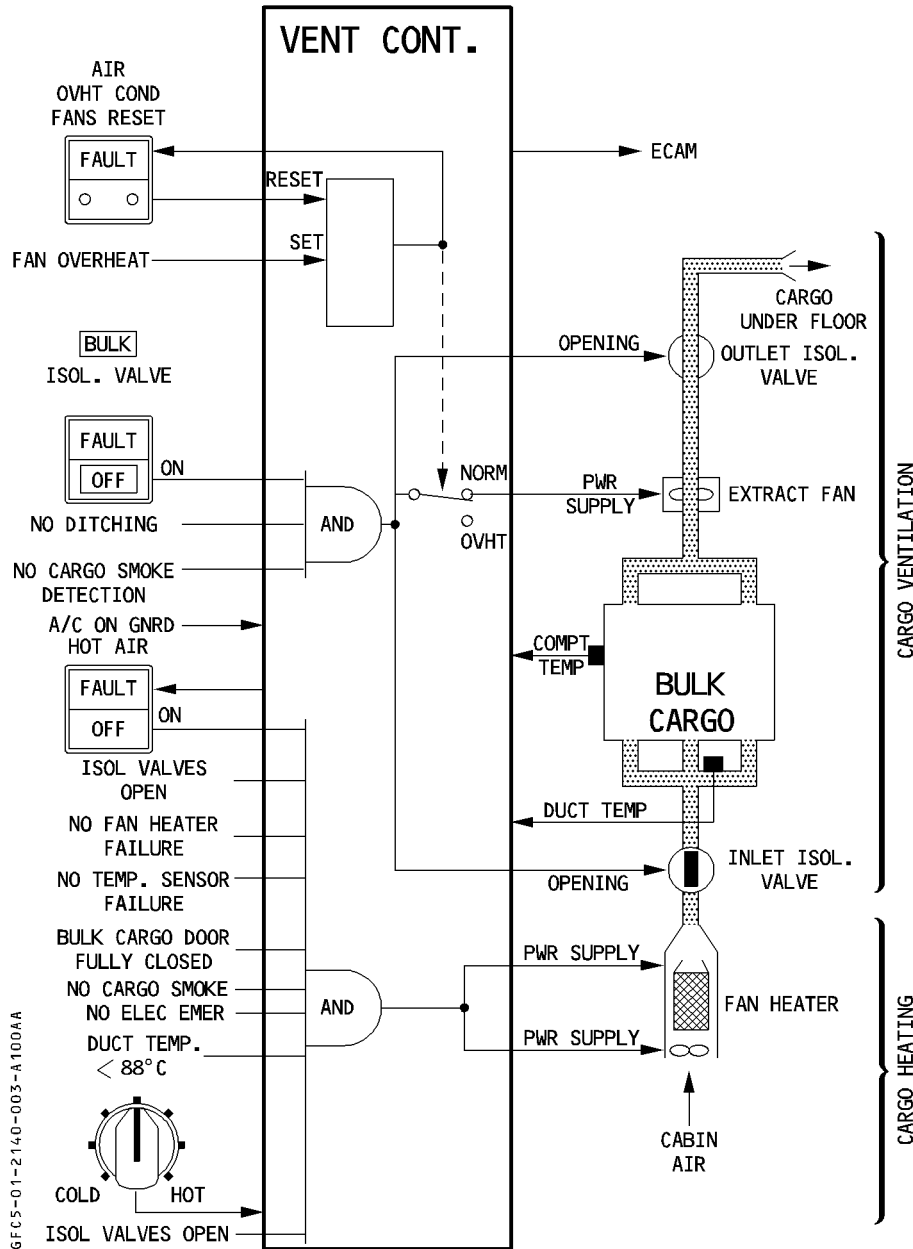 VENT CONT.
AIR
OVHT COND
FANS RESET
FAULT
RESET
SET
FAN OVERHEAT
ECAM
CARGO
UNDER FLOOR
BULK
ISOL. VALVE
OPENING
OUTLET ISOL.
VALVE
FAULT
OFF
ON
NO DITCHING
NO CARGO SMOKE
DETECTION
AND
NORM
OVHT
PWR
SUPPLY
EXTRACT FAN
CARGO VENTILATION
A/C ON GNRD
HOT AIR
FAULT
OFF
ON
COMPT
TEMP
BULK
CARGO
ISOL VALVES
OPEN
NO FAN HEATER
FAILURE
NO TEMP. SENSOR
FAILURE
DUCT TEMP
OPENING
INLET ISOL.
VALVE
BULK CARGO DOOR
FULLY CLOSED
NO CARGO SMOKE
NO ELEC EMER
DUCT TEMP.
< 88°C
AND
PWR SUPPLY
PWR SUPPLY
FAN HEATER
CABIN
AIR
CARGO HEATING
COLD
HOT
ISOL VALVES OPEN
GFC5-01-2140-003-A100AA